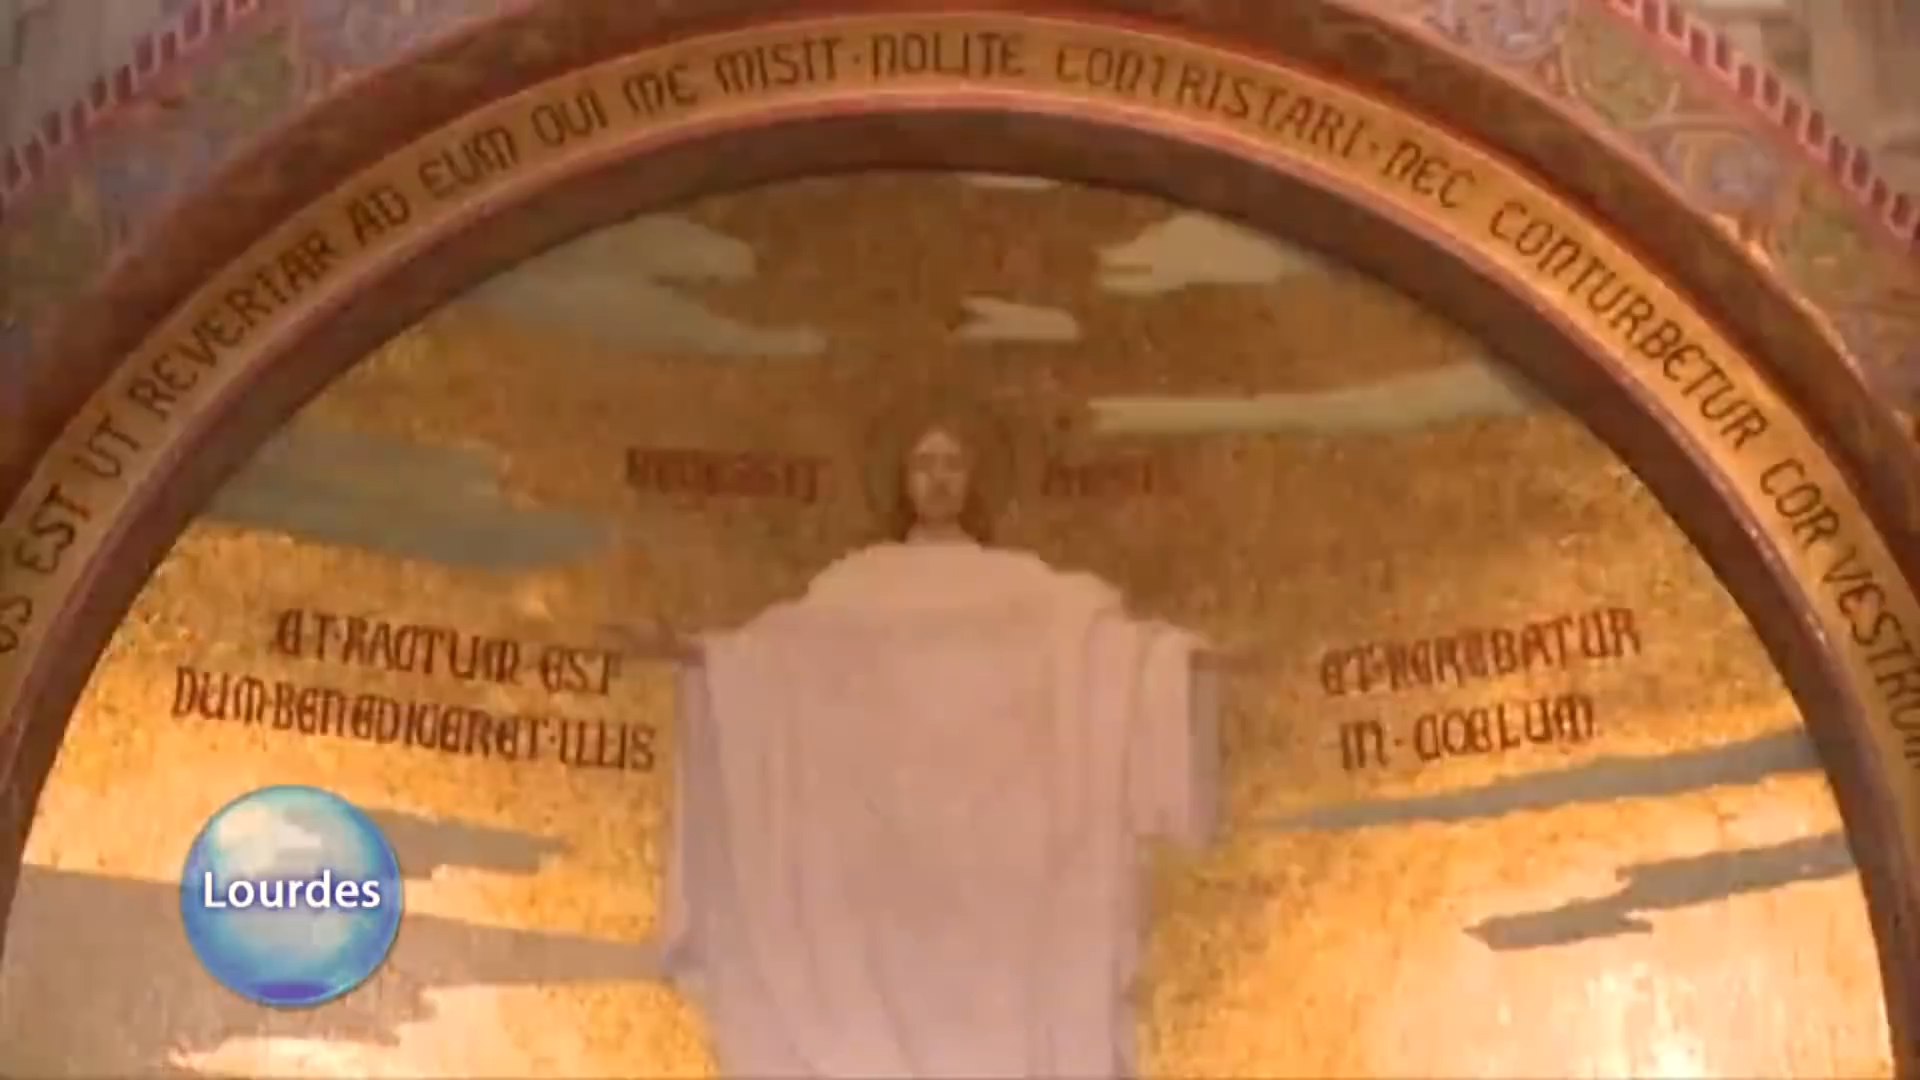 EST UT REVERTAR AD EUM QUI ME MISIT · NOLITE CONTRISTARI · NEC CONTURBETUR COR VESTRUM
ET·FACTUM·EST
DUM·BENEDICERET·ILLIS
ET·FEREBATUR
IN·COELUM
Lourdes